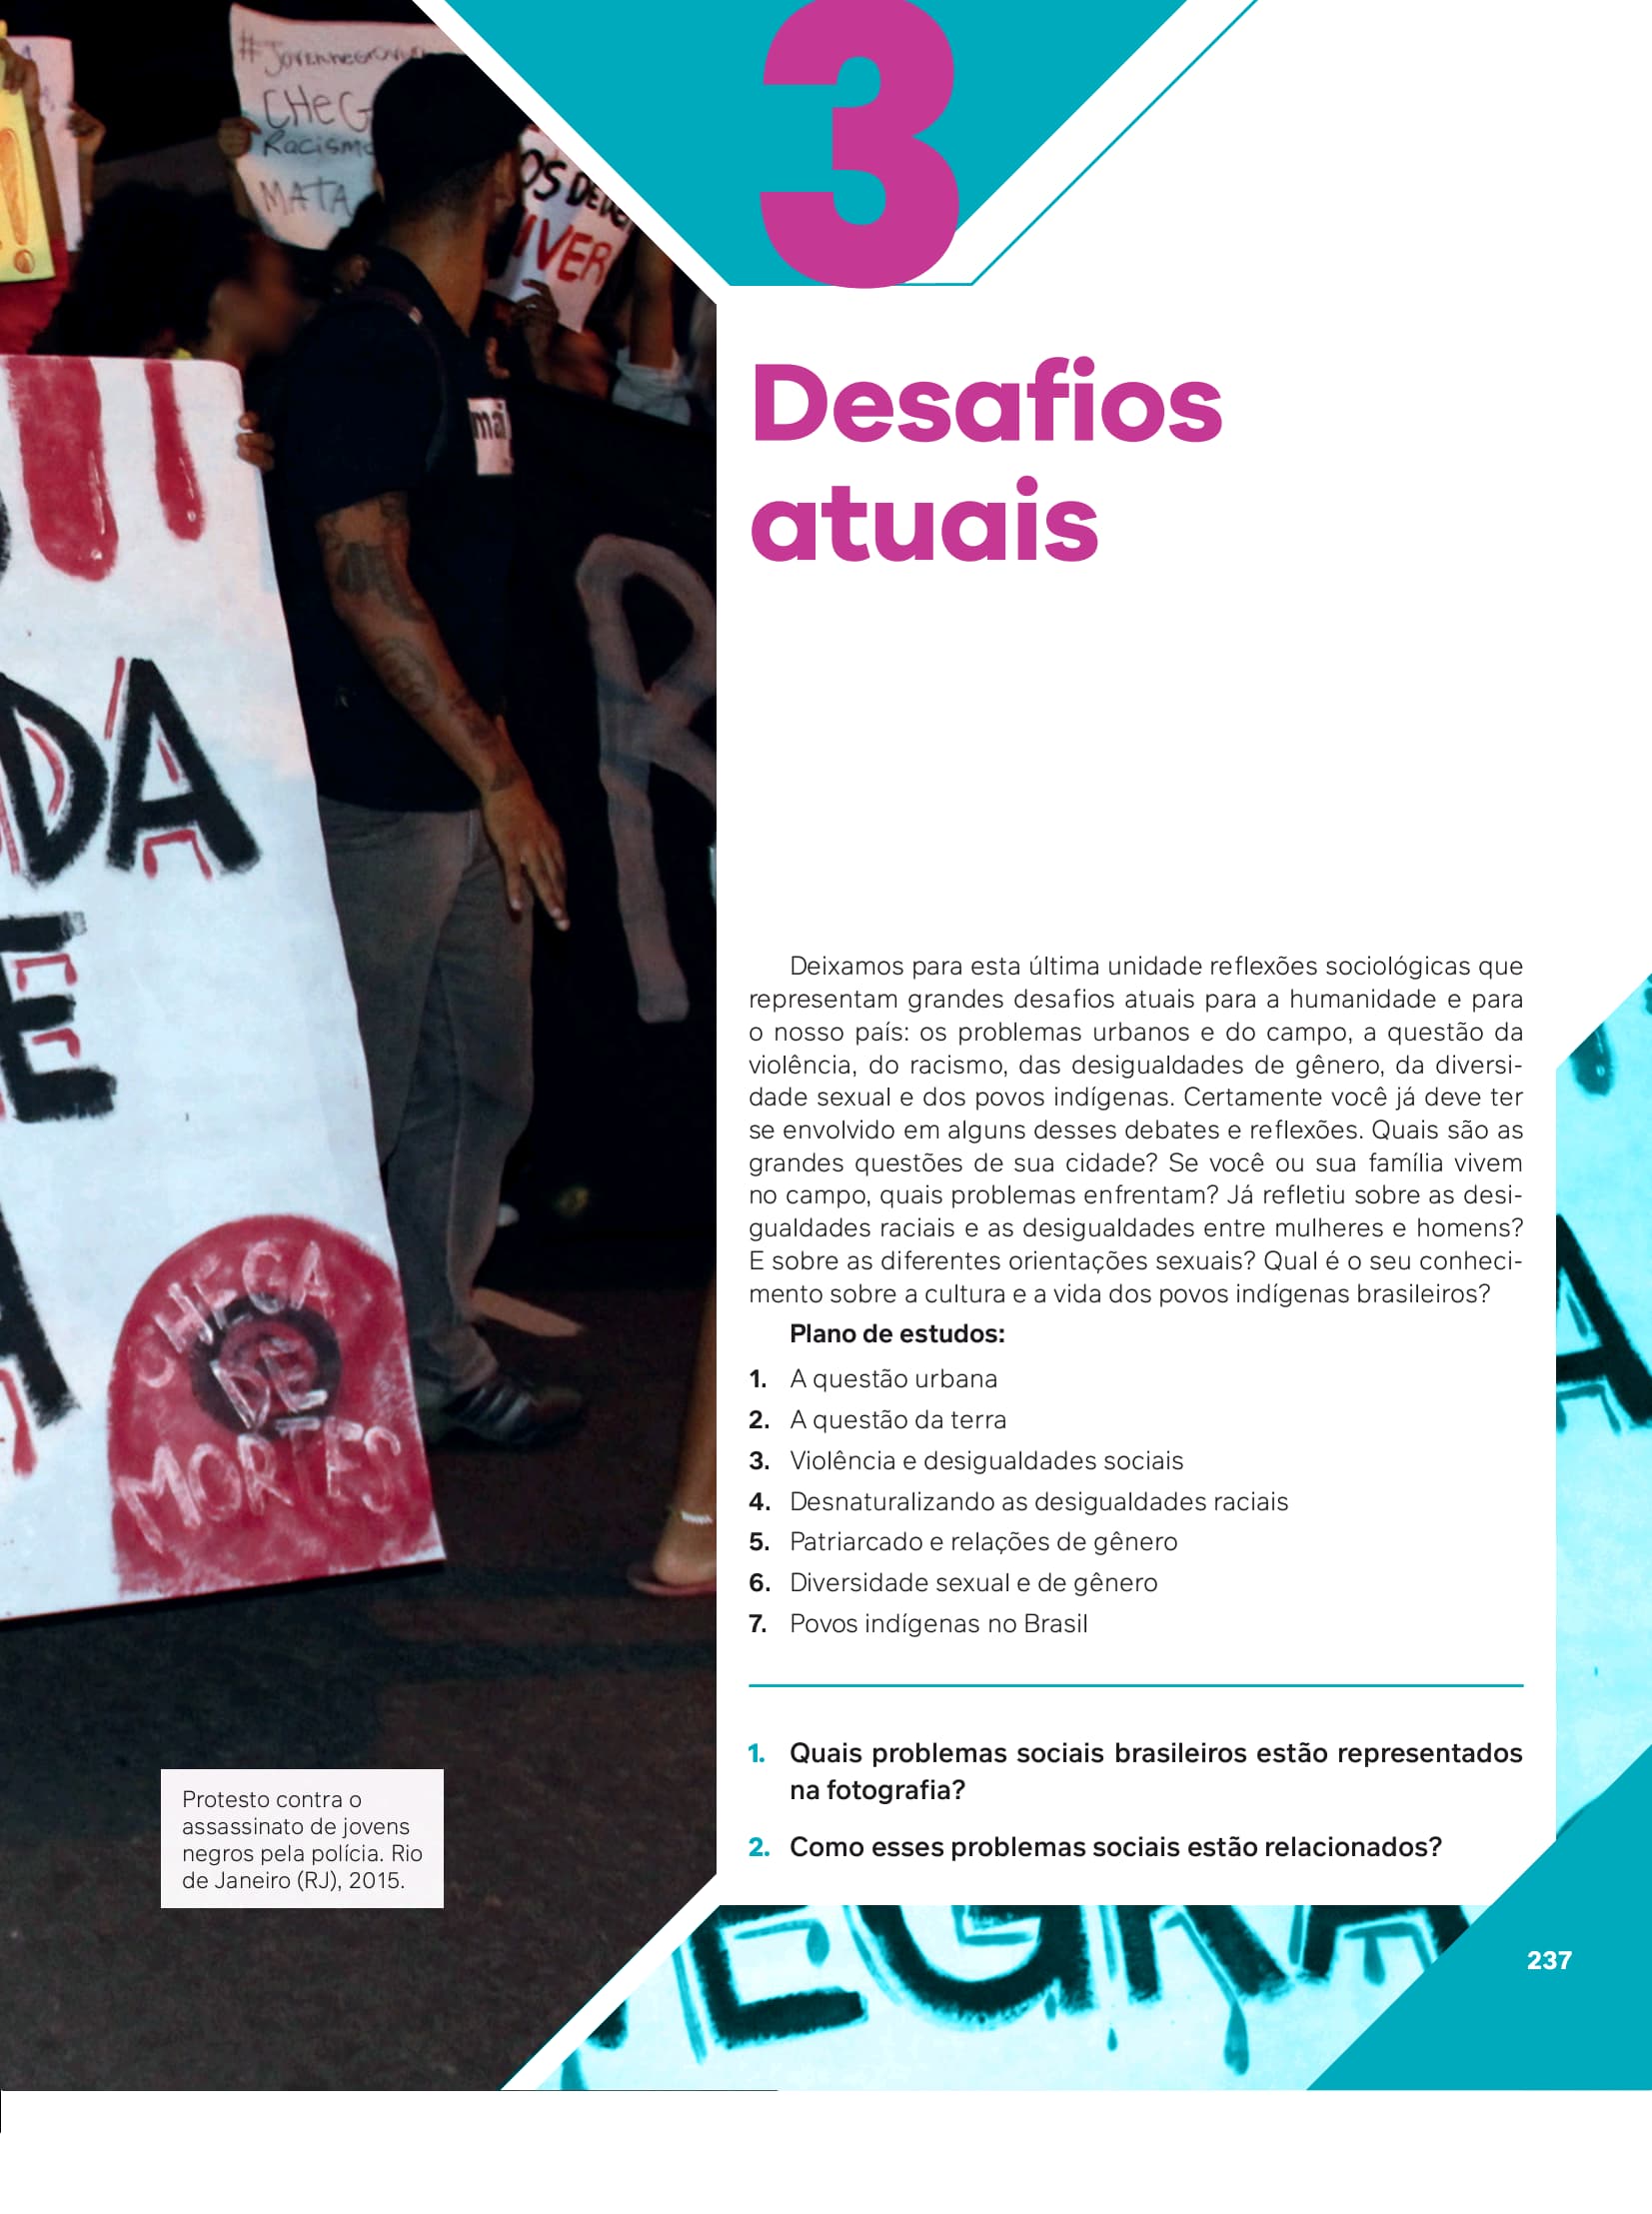 #Jovemnegrovivo
CHEGA
Racismo
MATA
OS DEVE
VIVER
mai
DA
E
A
R
CHEGA
DE
MORTES
3
Desafios
atuais
Deixamos para esta última unidade reflexões sociológicas que
representam grandes desafios atuais para a humanidade e para
o nosso país: os problemas urbanos e do campo, a questão da
violência, do racismo, das desigualdades de gênero, da diversi-
dade sexual e dos povos indígenas. Certamente você já deve ter
se envolvido em alguns desses debates e reflexões. Quais são as
grandes questões de sua cidade? Se você ou sua família vivem
no campo, quais problemas enfrentam? Já refletiu sobre as desi-
gualdades raciais e as desigualdades entre mulheres e homens?
E sobre as diferentes orientações sexuais? Qual é o seu conheci-
mento sobre a cultura e a vida dos povos indígenas brasileiros?
Plano de estudos:
1. A questão urbana
2. A questão da terra
3. Violência e desigualdades sociais
4. Desnaturalizando as desigualdades raciais
5. Patriarcado e relações de gênero
6. Diversidade sexual e de gênero
7. Povos indígenas no Brasil
1. Quais problemas sociais brasileiros estão representados
na fotografia?
2. Como esses problemas sociais estão relacionados?
Protesto contra o
assassinato de jovens
negros pela polícia. Rio
de Janeiro (RJ), 2015.
A
EGRA
237